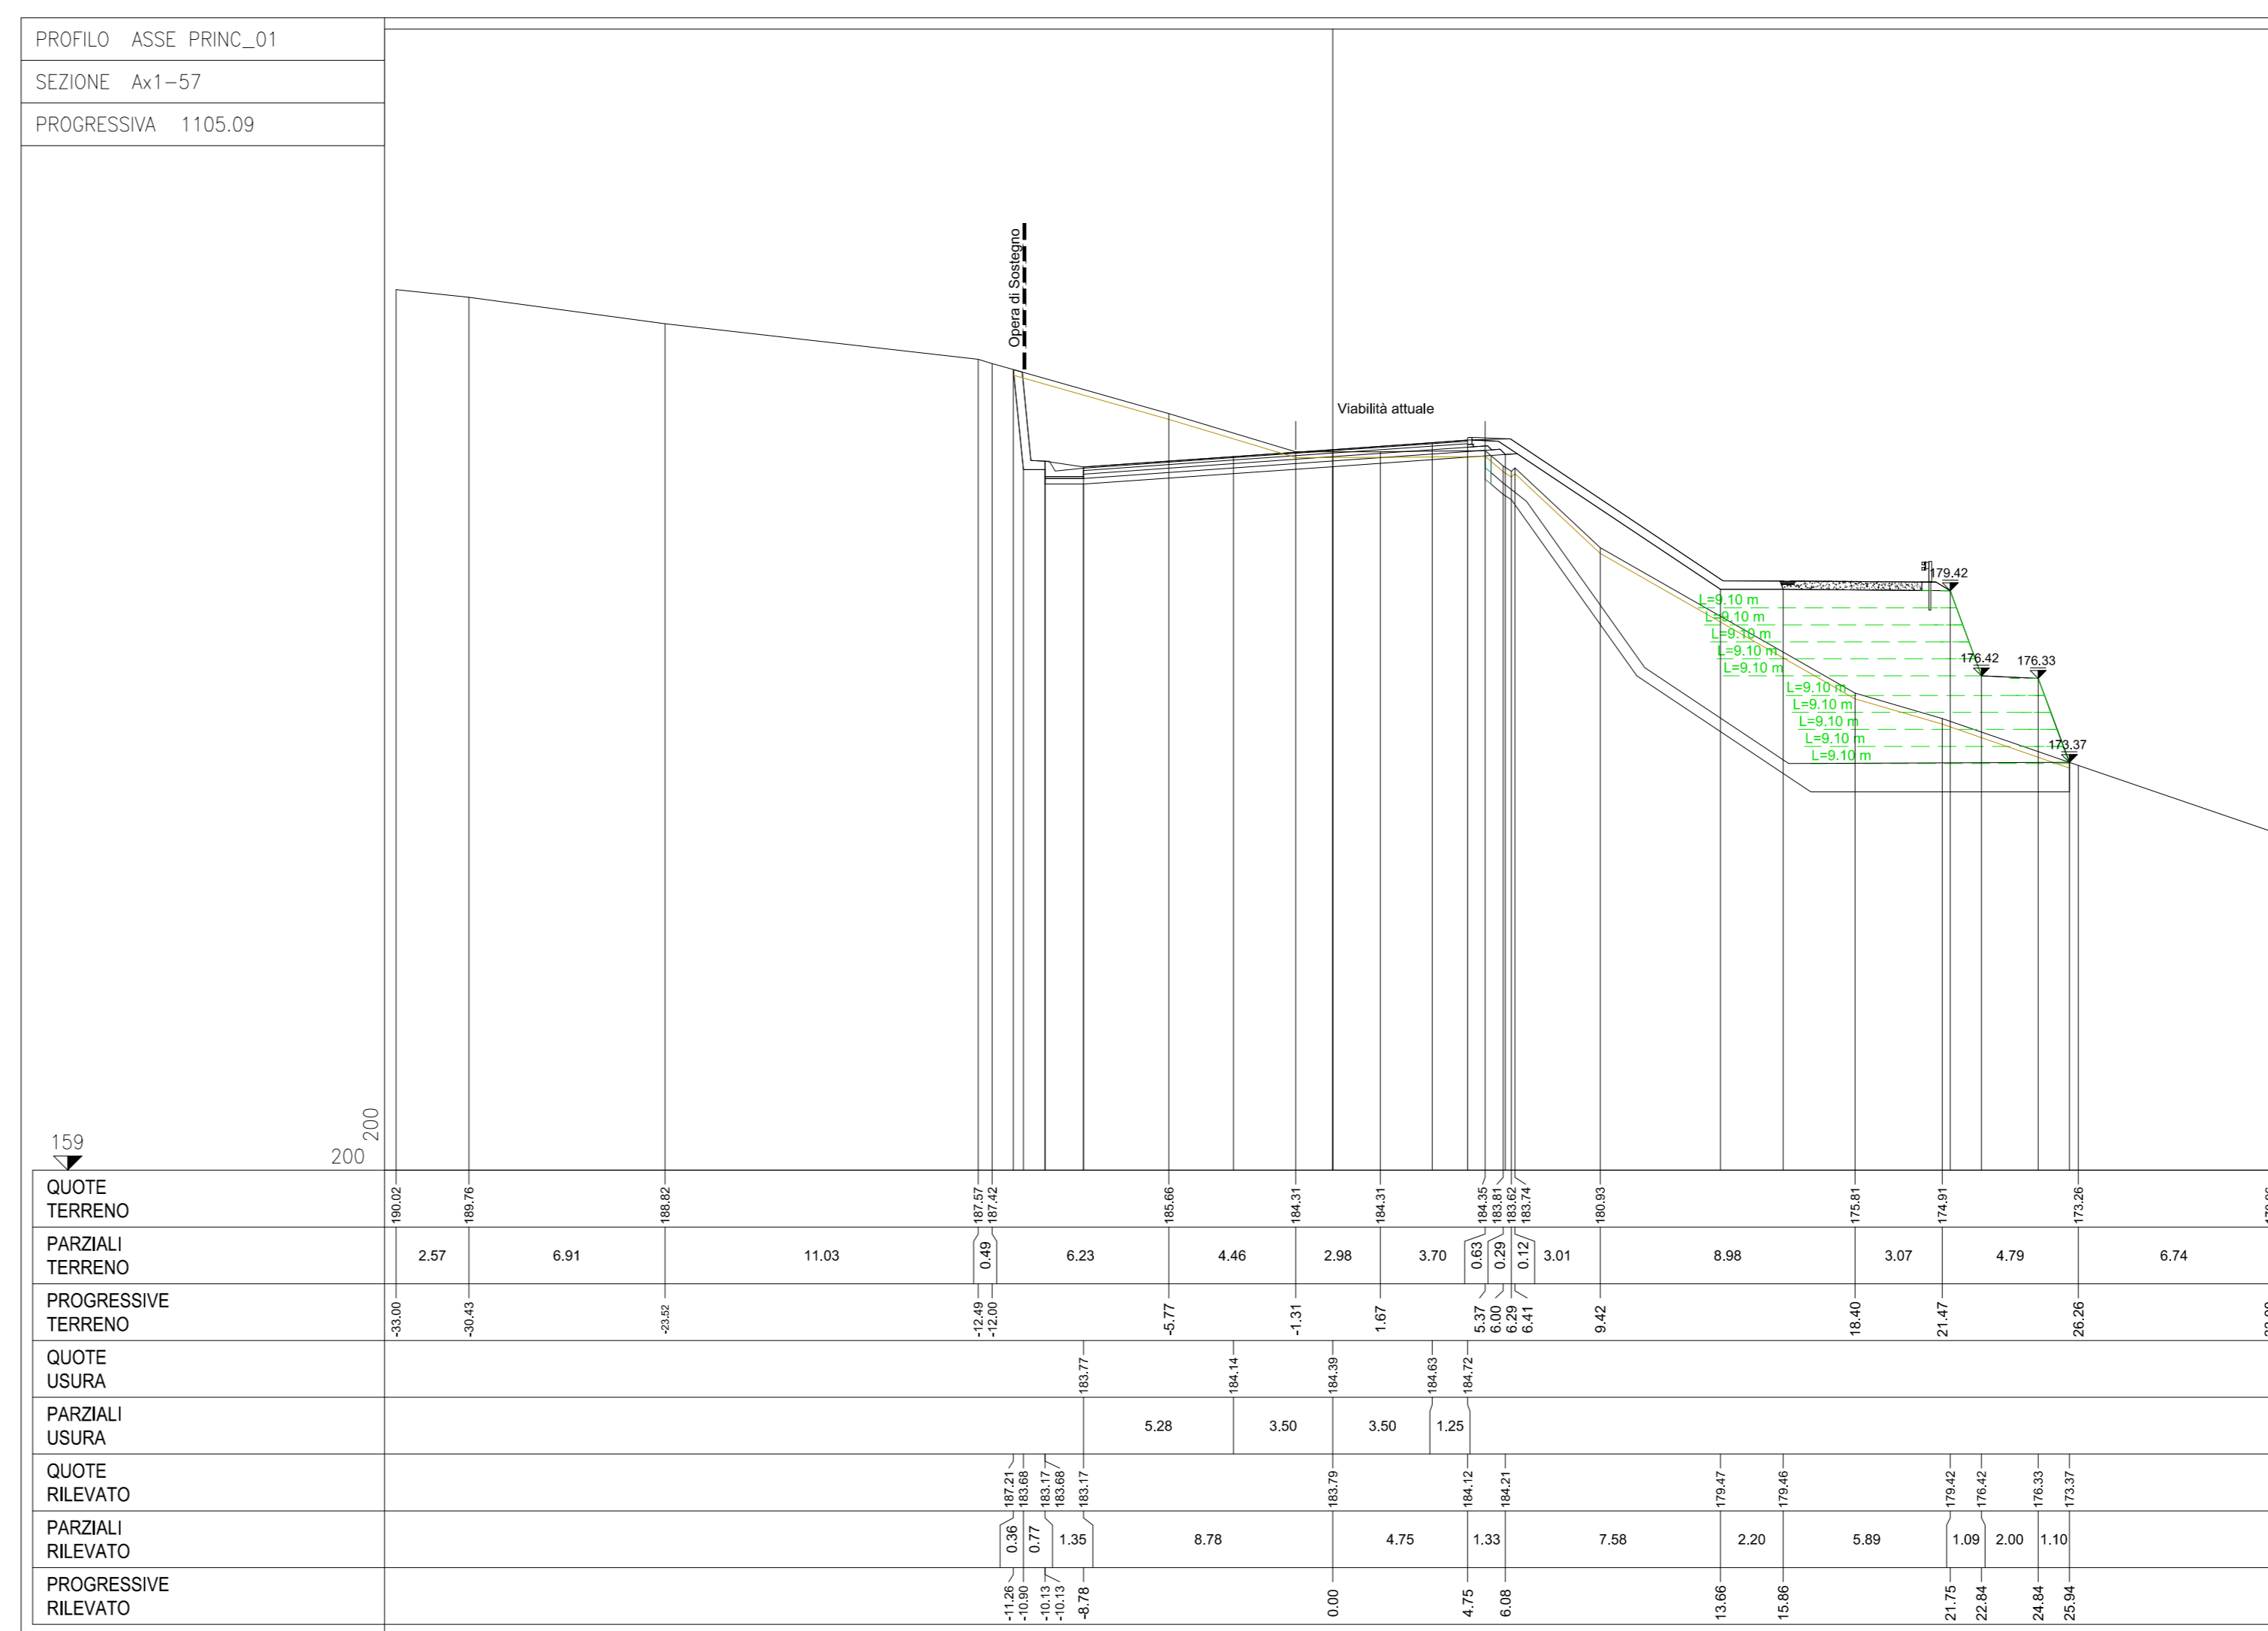 PROFILO ASSE PRINC_01
SEZIONE Ax1-57
PROGRESSIVA 1105.09
Opera di Sostegno
Viabilità attuale
179.42
L=9.10 m
L=9.10 m
L=9.10 m
L=9.10 m
L=9.10 m
176.42
176.33
L=9.10 m
L=9.10 m
L=9.10 m
L=9.10 m
L=9.10 m
173.37
159
200
200
QUOTE
TERRENO
190.02 189.76 188.82 187.57 187.42 185.66 184.31 184.31 184.35 183.81 183.62 183.74 180.93 175.81 174.91 173.26
PARZIALI
TERRENO
2.57 6.91 11.03 0.49 6.23 4.46 2.98 3.70 0.63 0.29 0.12 3.01 8.98 3.07 4.79 6.74
PROGRESSIVE
TERRENO
-33.00 -30.43 -23.52 -12.49 -12.00 -5.77 -1.31 1.67 5.37 6.00 6.29 6.41 9.42 18.40 21.47 26.26
QUOTE
USURA
183.77 184.14 184.39 184.63 184.72
PARZIALI
USURA
5.28 3.50 3.50 1.25
QUOTE
RILEVATO
187.21 183.68 183.17 183.68 183.17 183.79 184.12 184.21 179.47 179.46 179.42 176.42 176.33 173.37
PARZIALI
RILEVATO
0.36 0.77 1.35 8.78 4.75 1.33 7.58 2.20 5.89 1.09 2.00 1.10
PROGRESSIVE
RILEVATO
-11.26 -10.90 -10.13 -10.13 -8.78 0.00 4.75 6.08 13.66 15.86 21.75 22.84 24.84 25.94